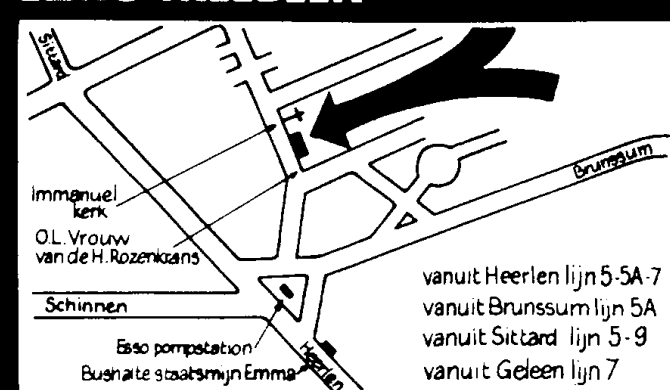 Sittard
Immanuel
kerk
O.L. Vrouw
van de H. Rozenkrans
Brunssum
Schinnen
Esso pompstation
Bushalte staatsmijn Emma
Heerlen
vanuit Heerlen lijn 5-5A-7
vanuit Brunssum lijn 5A
vanuit Sittard lijn 5-9
vanuit Geleen lijn 7